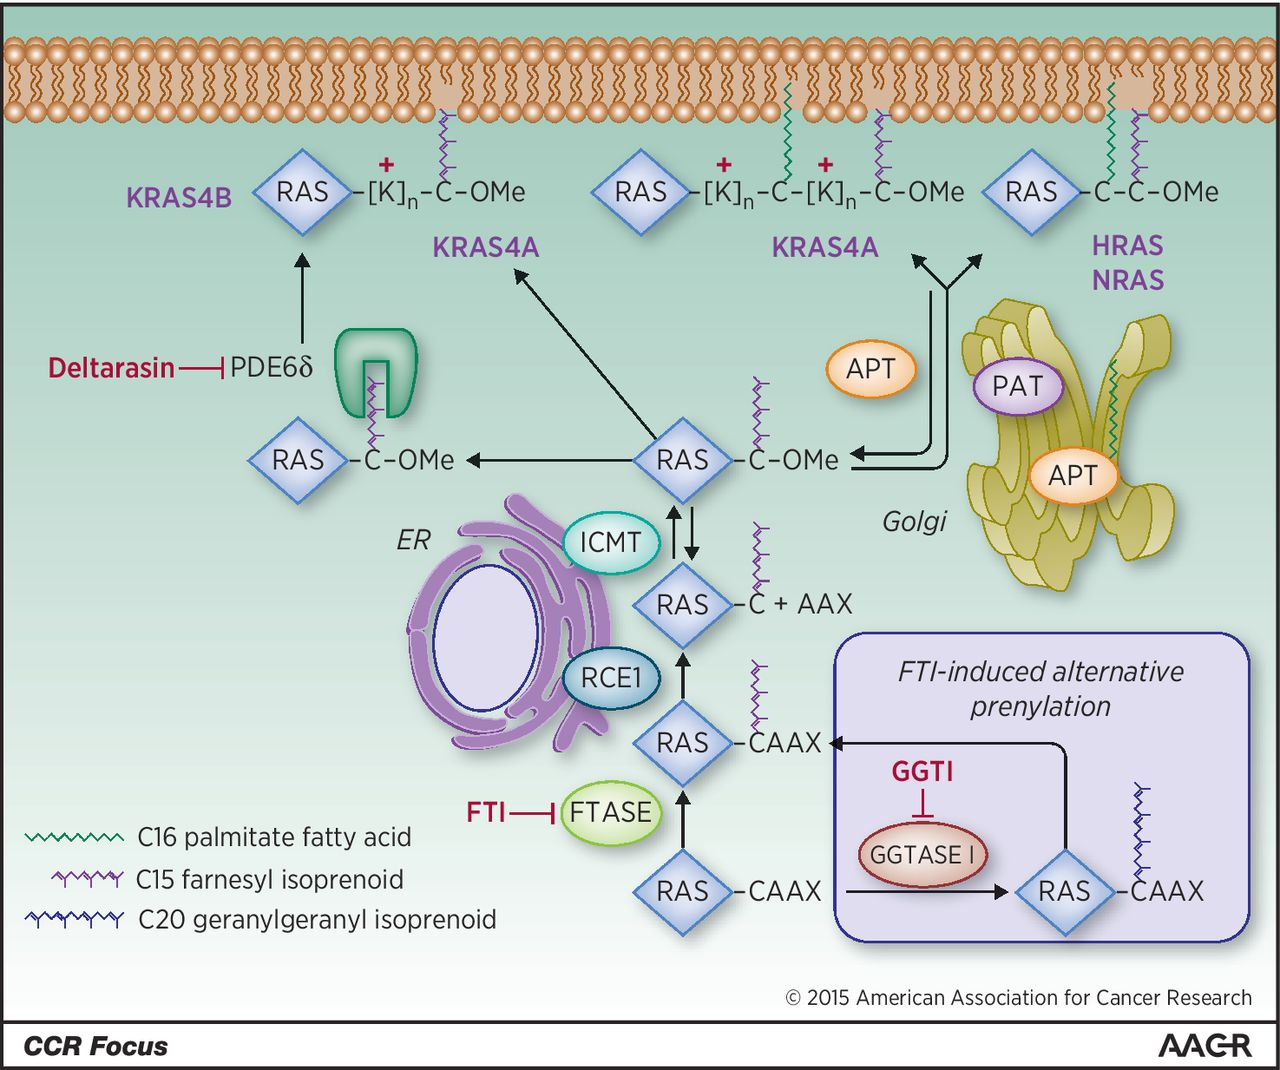 KRAS4B
RAS
+
–[K]n–C–OMe
KRAS4A
RAS
+
+
–[K]n–C–[K]n–C–OMe
KRAS4A
RAS
–C–C–OMe
HRAS
NRAS
Deltarasin
PDE6δ
APT
PAT
APT
RAS
–C–OMe
RAS
–C–OMe
Golgi
ER
ICMT
RAS
–C + AAX
RCE1
RAS
–CAAX
FTI-induced alternative
prenylation
GGTI
FTI
FTASE
GGTASE I
RAS
–CAAX
RAS
–CAAX
C16 palmitate fatty acid
C15 farnesyl isoprenoid
C20 geranylgeranyl isoprenoid
© 2015 American Association for Cancer Research
CCR Focus
AACR